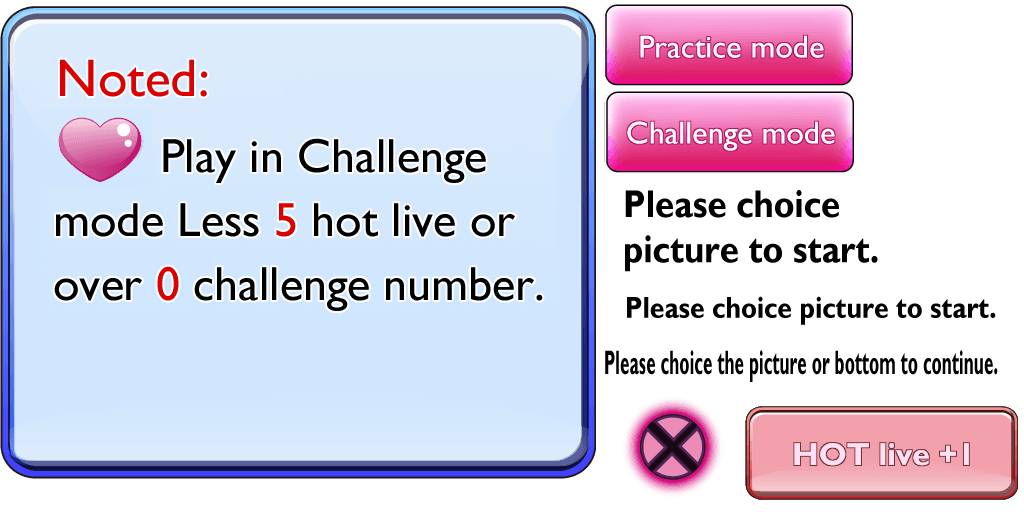 Noted:
Play in Challenge
mode Less 5 hot live or
over 0 challenge number.
Practice mode
Challenge mode
Please choice
picture to start.
Please choice picture to start.
Please choice the picture or bottom to continue.
HOT live +1